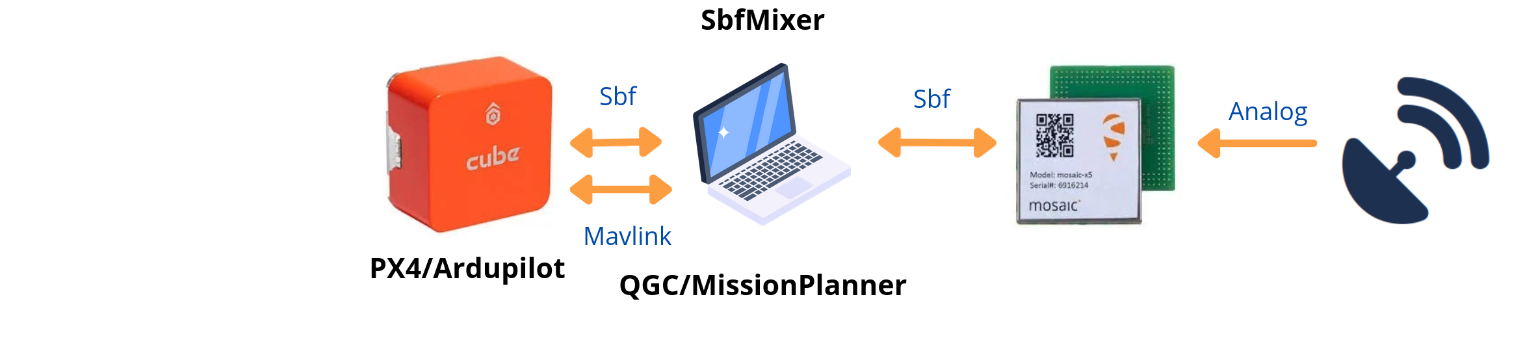 SbfMixer
Sbf
Sbf
Analog
cube
Model: mosaic-x5
Serial#: 6916214
mosaic
Mavlink
PX4/Ardupilot
QGC/MissionPlanner